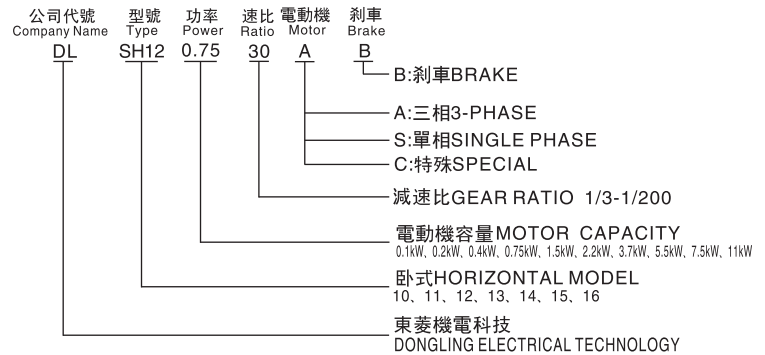 公司代號 型號 功率 速比 電動機 刹車
Company Name Type Power Ratio Motor Brake
DL SH12 0.75 30 A B
B:刹車BRAKE
A:三相3-PHASE
S:單相SINGLE PHASE
C:特殊SPECIAL
減速比GEAR RATIO 1/3-1/200
電動機容量MOTOR CAPACITY
0.1kW、0.2kW、0.4kW、0.75kW、1.5kW、2.2kW、3.7kW、5.5kW、7.5kW、11kW
卧式HORIZONTAL MODEL
10、11、12、13、14、15、16
東菱機電科技
DONGLING ELECTRICAL TECHNOLOGY